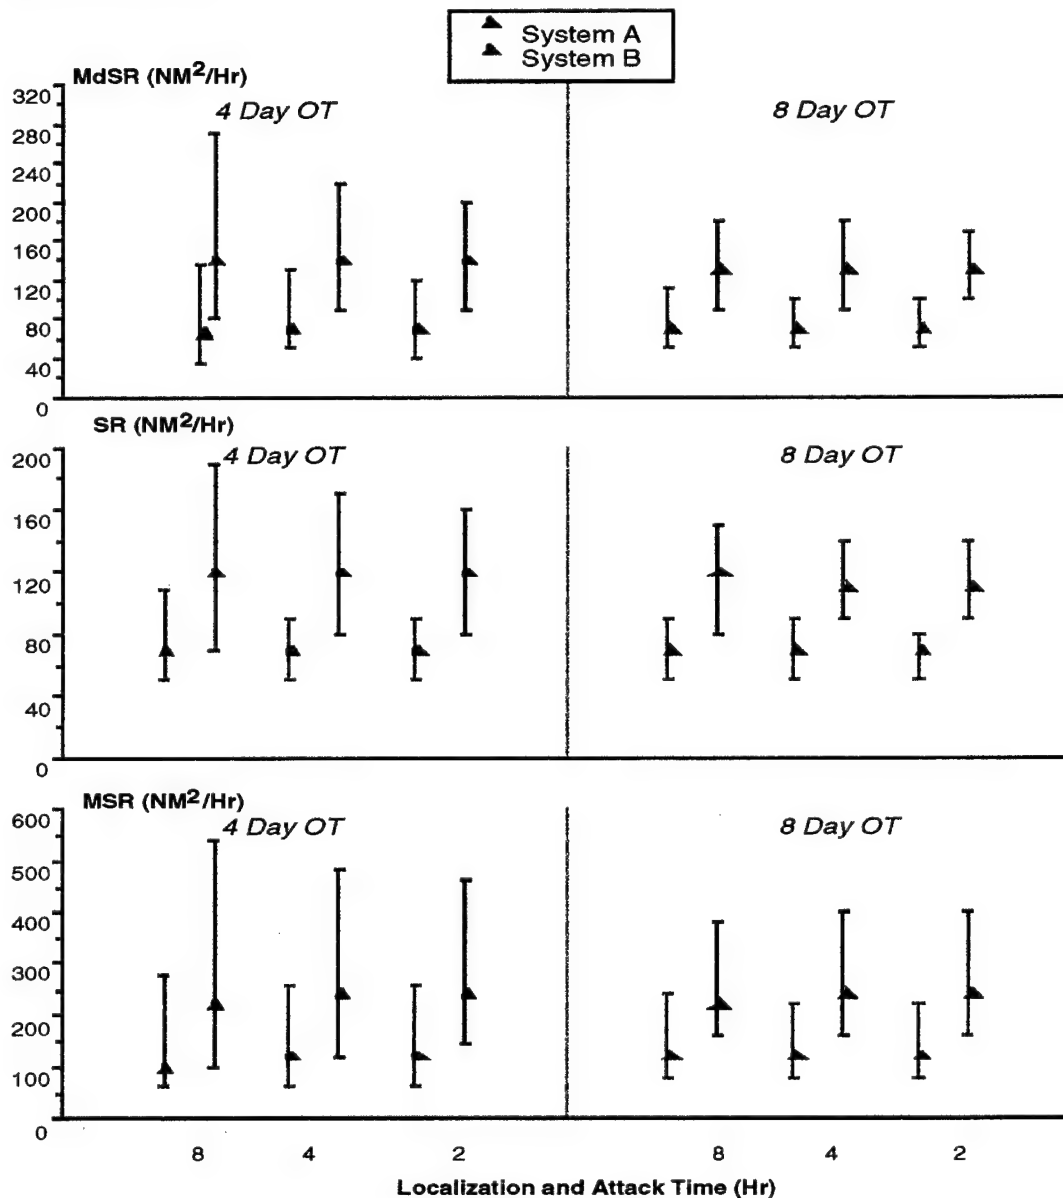 System A
System B
MdSR (NM²/Hr)
4 Day OT
8 Day OT
320
280
240
200
160
120
80
40
0
SR (NM²/Hr)
4 Day OT
8 Day OT
200
160
120
80
40
0
MSR (NM²/Hr)
4 Day OT
8 Day OT
600
500
400
300
200
100
0
8 4 2 8 4 2
Localization and Attack Time (Hr)